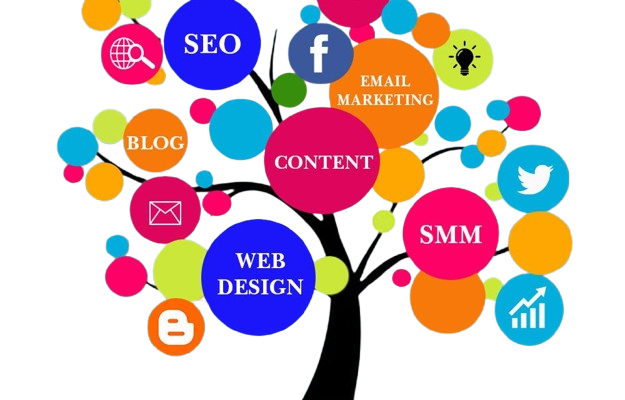 SEO
EMAIL
MARKETING
BLOG
CONTENT
SMM
WEB
DESIGN